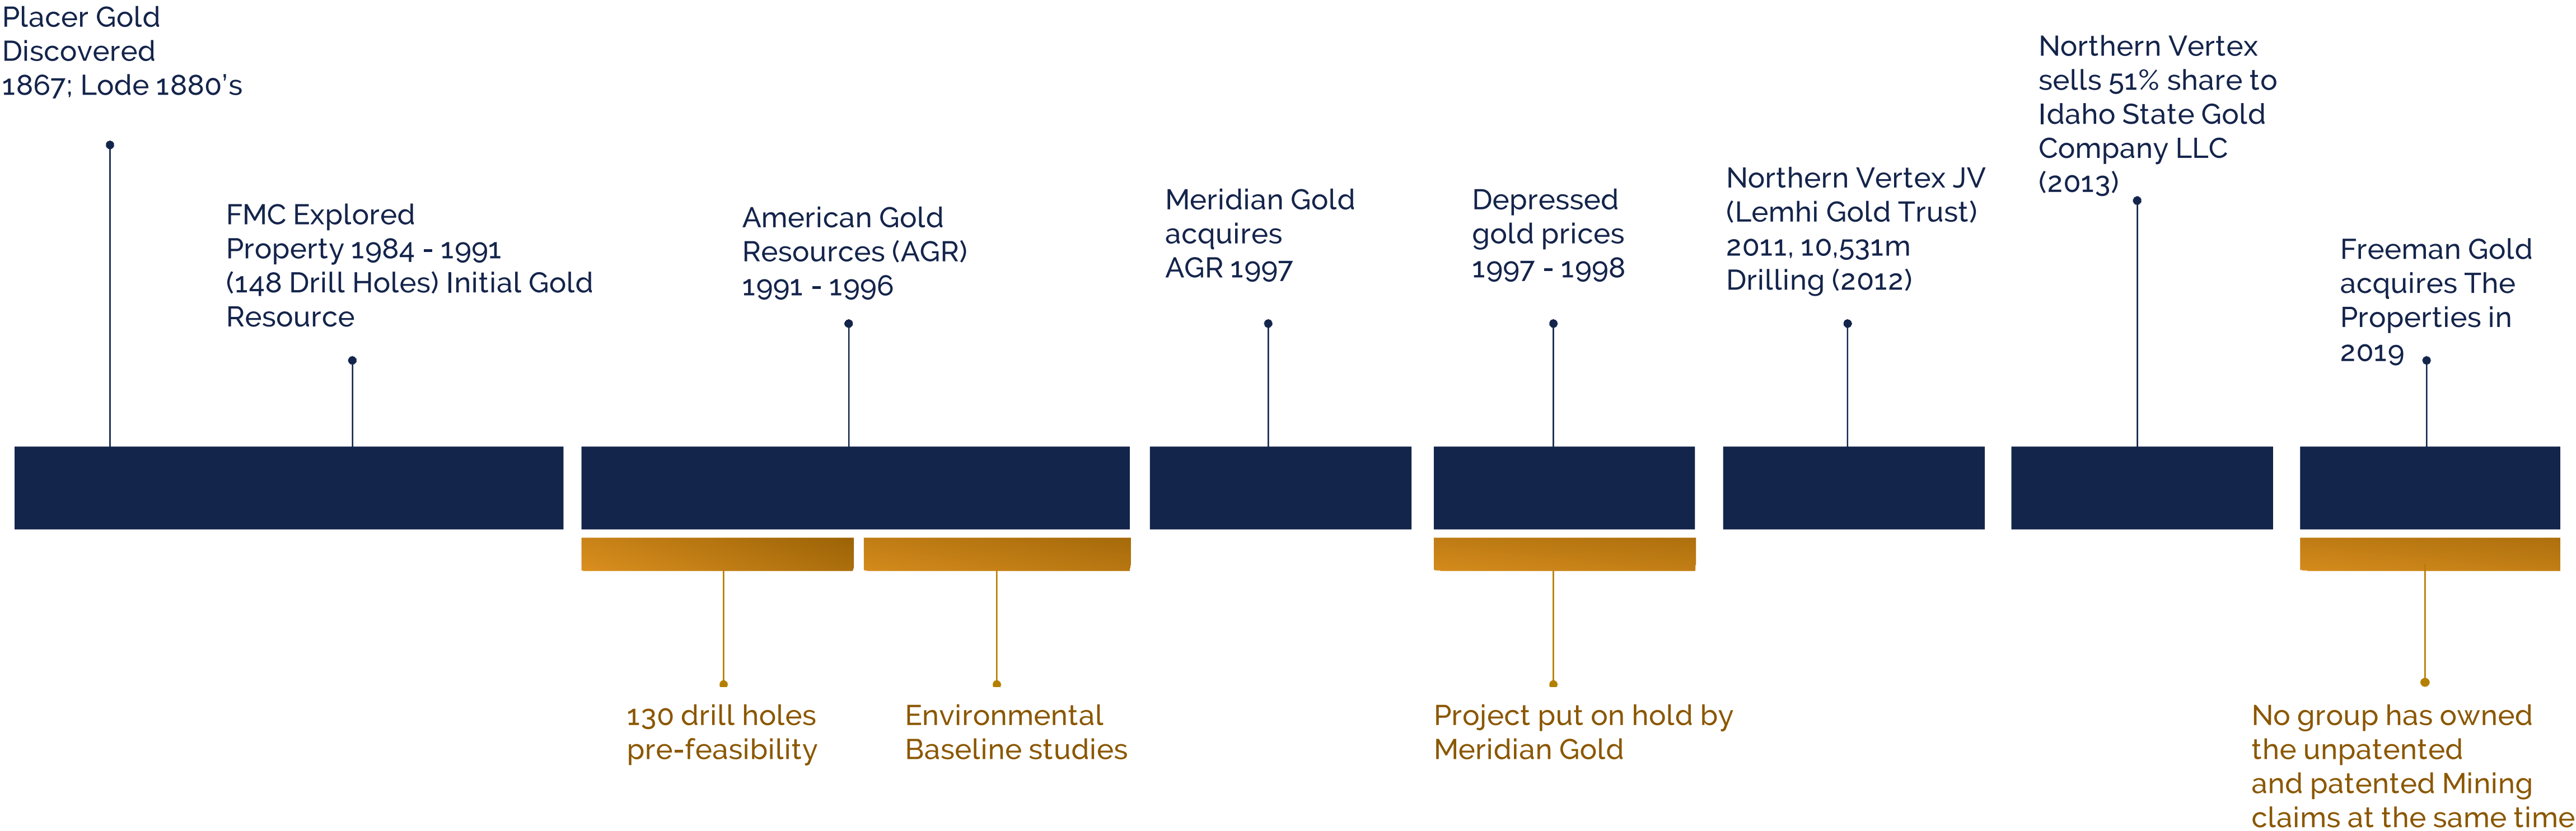 Placer Gold
Discovered
1867; Lode 1880’s
FMC Explored
Property 1984 - 1991
(148 Drill Holes) Initial Gold
Resource
American Gold
Resources (AGR)
1991 - 1996
Meridian Gold
acquires
AGR 1997
Depressed
gold prices
1997 - 1998
Northern Vertex JV
(Lemhi Gold Trust)
2011, 10,531m
Drilling (2012)
Northern Vertex
sells 51% share to
Idaho State Gold
Company LLC
(2013)
Freeman Gold
acquires The
Properties in
2019
130 drill holes
pre-feasibility
Environmental
Baseline studies
Project put on hold by
Meridian Gold
No group has owned
the unpatented
and patented Mining
claims at the same time